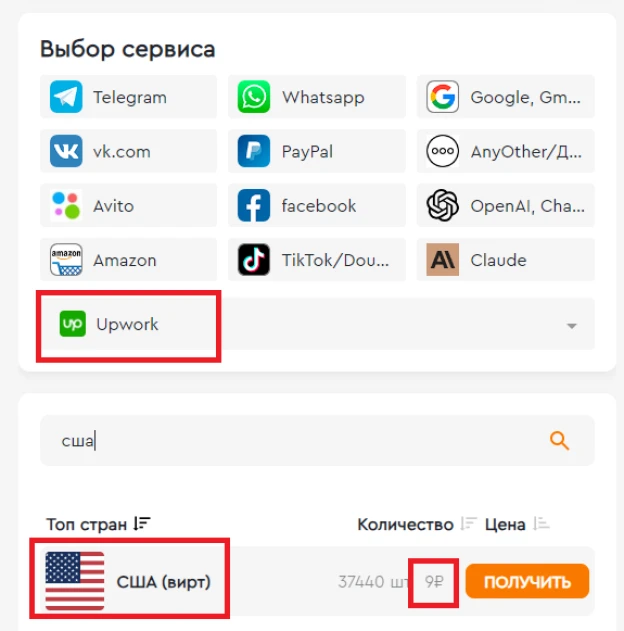 Выбор сервиса
Telegram Whatsapp Google, Gm...
vk.com PayPal AnyOther/Д...
Avito facebook OpenAI, Cha...
amazon Amazon TikTok/Dou... Claude
up Upwork
сша
Топ стран Количество Цена
США (вирт) 37440 шт 9₽ ПОЛУЧИТЬ